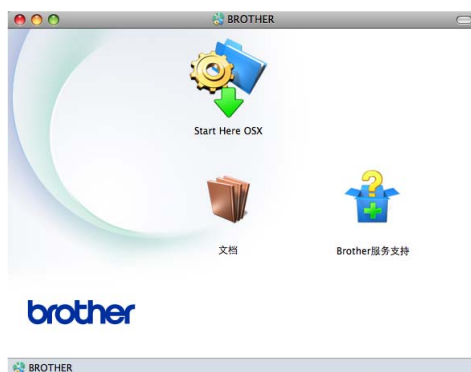 BROTHER
Start Here OSX
文档
Brother服务支持
brother
BROTHER